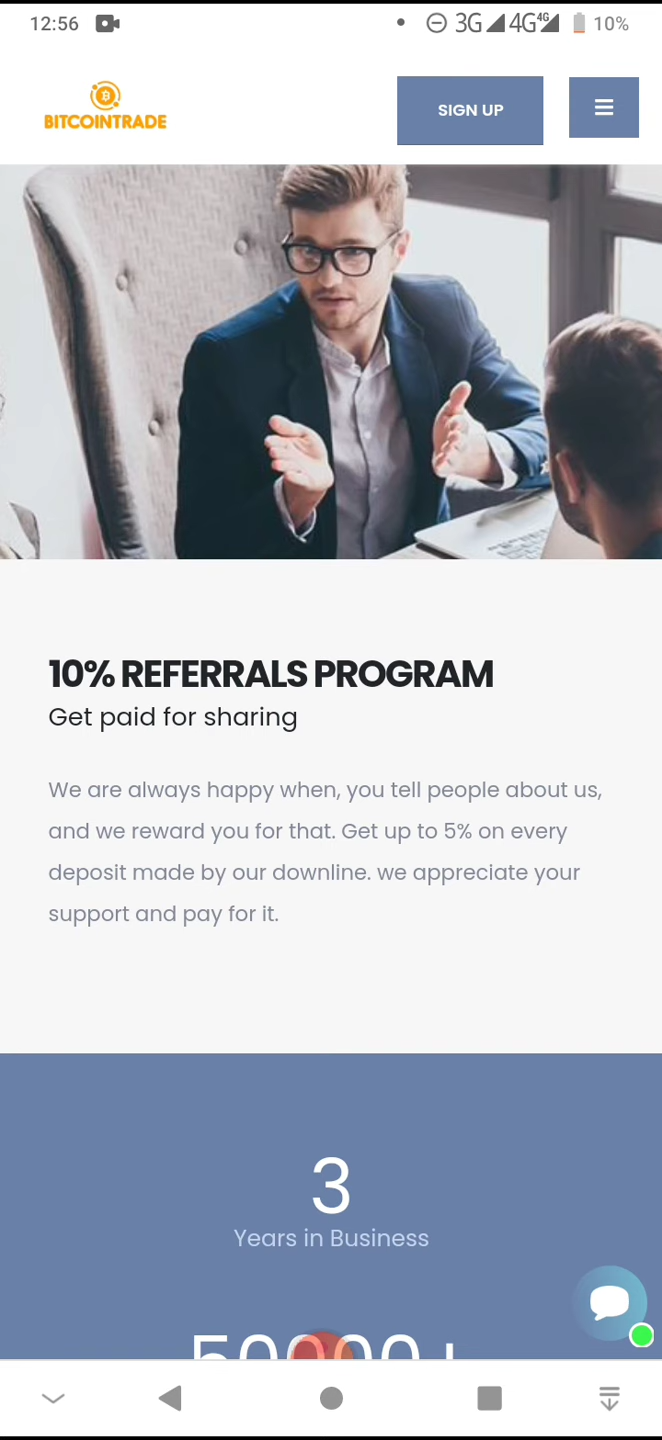 12:56
3G 4G 4G 10%
BITCOINTRADE
SIGN UP
10% REFERRALS PROGRAM
Get paid for sharing
We are always happy when, you tell people about us,
and we reward you for that. Get up to 5% on every
deposit made by our downline. we appreciate your
support and pay for it.
3
Years in Business